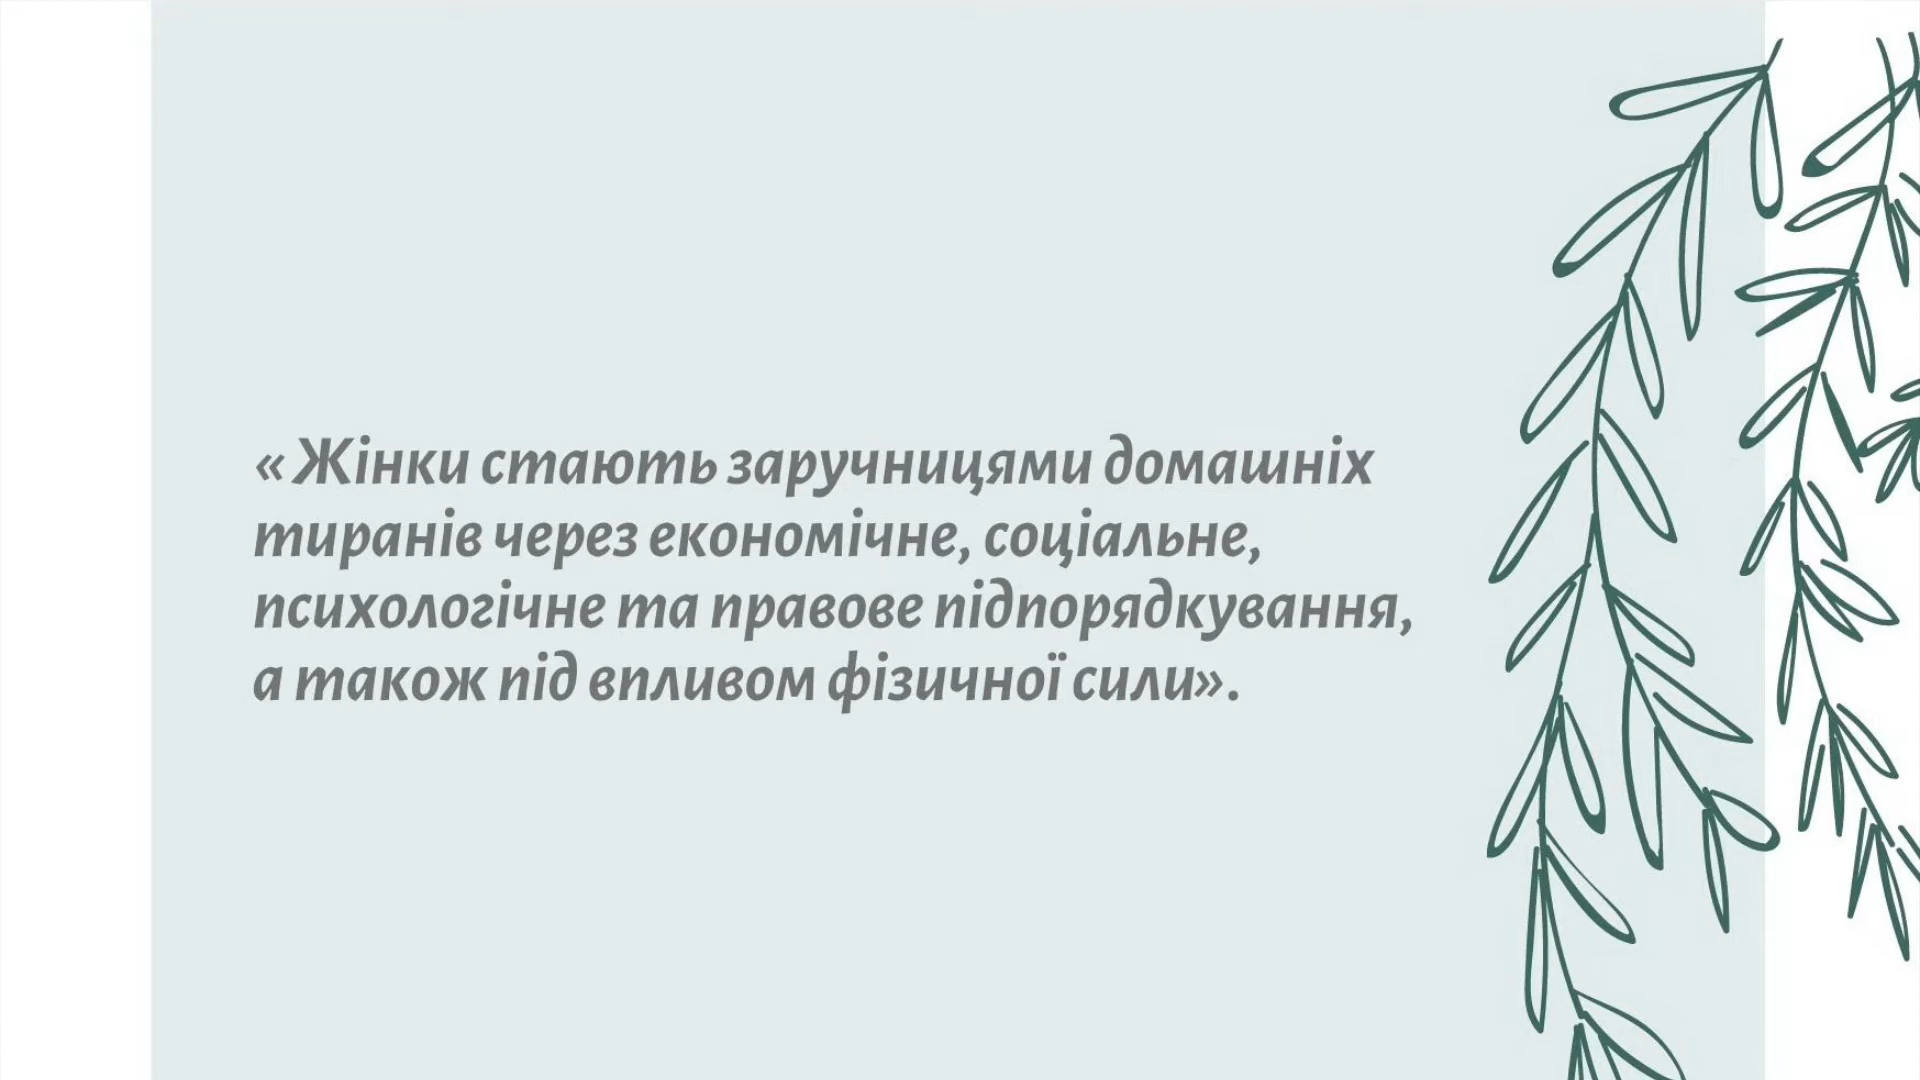 « Жінки стають заручницями домашніх
тиранів через економічне, соціальне,
психологічне та правове підпорядкування,
а також під впливом фізичної сили».